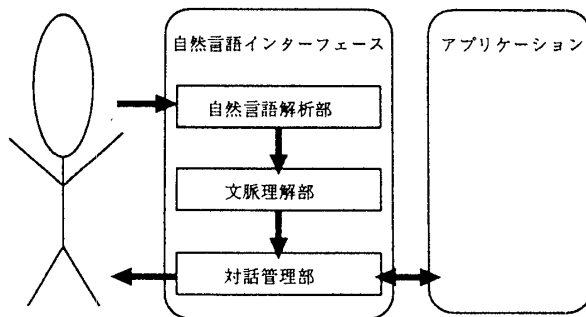 自然言語インターフェース
アプリケーション
自然言語解析部
文脈理解部
対話管理部